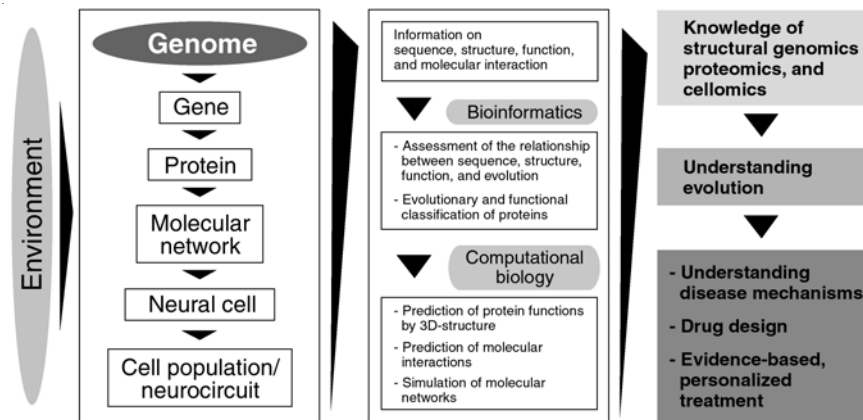 Environment
Genome
Gene
Protein
Molecular
network
Neural cell
Cell population/
neurocircuit
Information on
sequence, structure, function,
and molecular interaction
Bioinformatics
- Assessment of the relationship
between sequence, structure,
function, and evolution
- Evolutionary and functional
classification of proteins
Computational
biology
- Prediction of protein functions
by 3D-structure
- Prediction of molecular
interactions
- Simulation of molecular
networks
Knowledge of
structural genomics
proteomics, and
cellomics
Understanding
evolution
- Understanding
disease mechanisms
- Drug design
- Evidence-based,
personalized
treatment